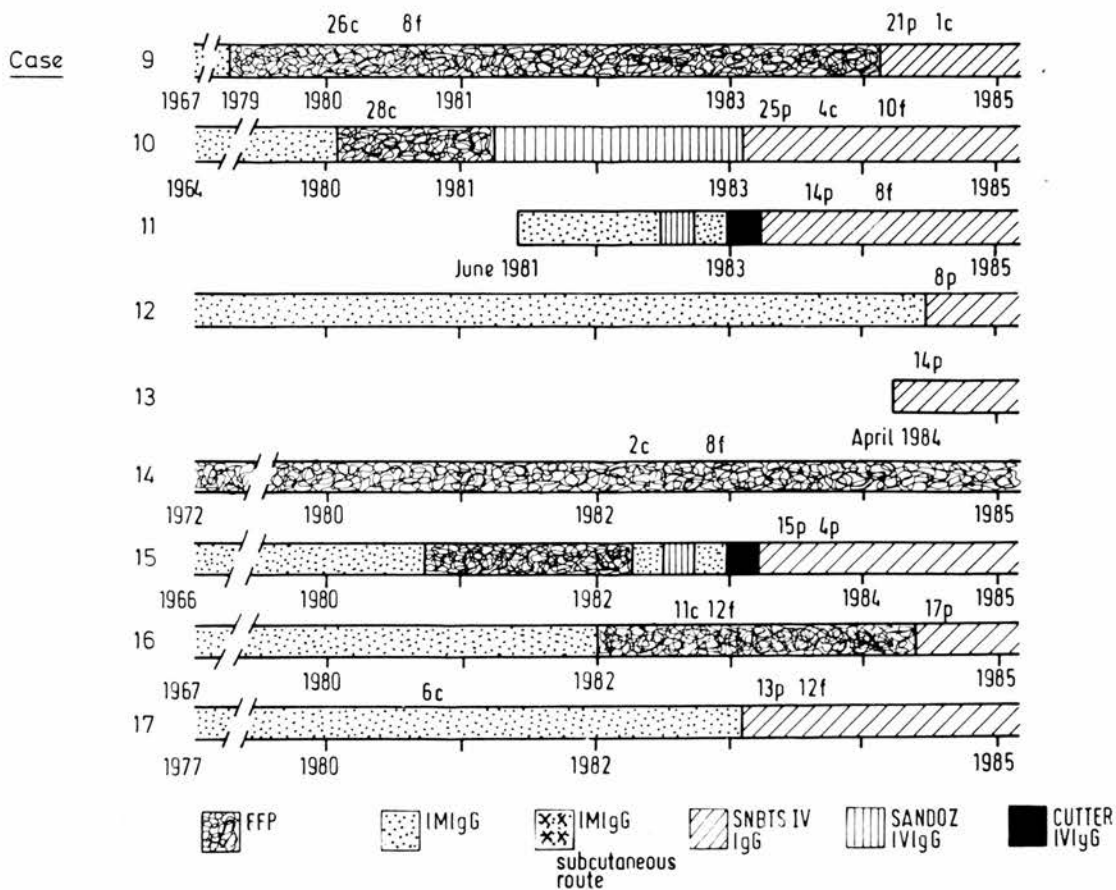 26c 8f 21p 1c
Case 9
1967 1979 1980 1981 1983 1985
28c 25p 4c 10f
10
1964 1980 1981 1983 1985
14p 8f
11
June 1981 1983 1985
8p
12
14p
13
April 1984
2c 8f
14
1972 1980 1982 1985
15p 4p
15
1966 1980 1982 1984 1985
11c 12f 17p
16
1967 1980 1982 1985
6c 13p 12f
17
1977 1980 1982 1985
FFP IMIgG IMIgG SNBTS IV SANDOZ CUTTER
IgG IVIgG IVIgG
subcutaneous
route